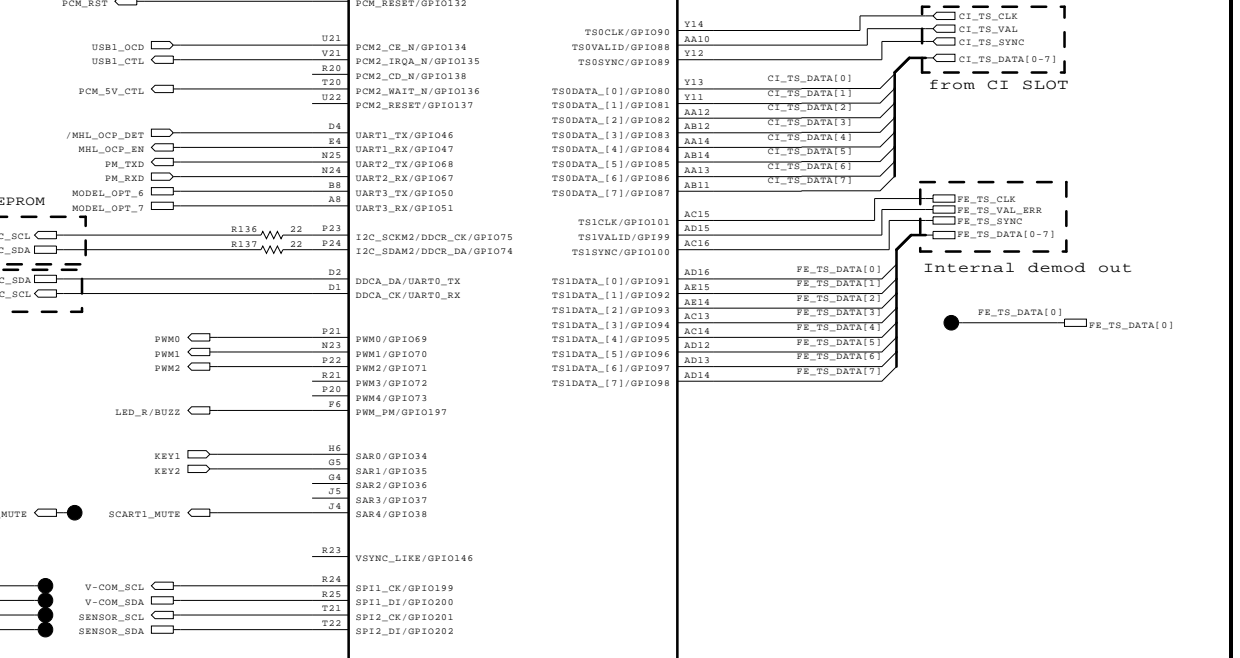 PCM_RST PCM_RESET/GPIO132
USB1_OCD U21 PCM2_CE_N/GPIO134
USB1_CTL V21 PCM2_IRQA_N/GPIO135
R20 PCM2_CD_N/GPIO138
PCM_5V_CTL T20 PCM2_WAIT_N/GPIO136
U22 PCM2_RESET/GPIO137
/MHL_OCP_DET D4 UART1_TX/GPIO46
MHL_OCP_EN E4 UART1_RX/GPIO47
PM_TXD N25 UART2_TX/GPIO68
PM_RXD N24 UART2_RX/GPIO67
MODEL_OPT_6 B8 UART3_TX/GPIO50
MODEL_OPT_7 A8 UART3_RX/GPIO51
EPROM
C_SCL R136 22 P23 I2C_SCKM2/DDCR_CK/GPIO75
C_SDA R137 22 P24 I2C_SDAM2/DDCR_DA/GPIO74
C_SDA D2 DDCA_DA/UART0_TX
C_SCL D1 DDCA_CK/UART0_RX
PWM0 P21 PWM0/GPIO69
PWM1 N23 PWM1/GPIO70
PWM2 P22 PWM2/GPIO71
R21 PWM3/GPIO72
P20 PWM4/GPIO73
LED_R/BUZZ F6 PWM_PM/GPIO197
KEY1 H6 SAR0/GPIO34
KEY2 G5 SAR1/GPIO35
G4 SAR2/GPIO36
J5 SAR3/GPIO37
_MUTE SCART1_MUTE J4 SAR4/GPIO38
R23 VSYNC_LIKE/GPIO146
V-COM_SCL R24 SPI1_CK/GPIO199
V-COM_SDA R25 SPI1_DI/GPIO200
SENSOR_SCL T21 SPI2_CK/GPIO201
SENSOR_SDA T22 SPI2_DI/GPIO202
TS0CLK/GPIO90 Y14 CI_TS_CLK
TS0VALID/GPIO88 AA10 CI_TS_VAL
TS0SYNC/GPIO89 Y12 CI_TS_SYNC
CI_TS_DATA[0-7]
from CI SLOT
TS0DATA_[0]/GPIO80 Y13 CI_TS_DATA[0]
TS0DATA_[1]/GPIO81 Y11 CI_TS_DATA[1]
TS0DATA_[2]/GPIO82 AA12 CI_TS_DATA[2]
TS0DATA_[3]/GPIO83 AB12 CI_TS_DATA[3]
TS0DATA_[4]/GPIO84 AA14 CI_TS_DATA[4]
TS0DATA_[5]/GPIO85 AB14 CI_TS_DATA[5]
TS0DATA_[6]/GPIO86 AA13 CI_TS_DATA[6]
TS0DATA_[7]/GPIO87 AB11 CI_TS_DATA[7]
TS1CLK/GPIO101 AC15 FE_TS_CLK
TS1VALID/GPI99 AD15 FE_TS_VAL_ERR
TS1SYNC/GPIO100 AC16 FE_TS_SYNC
FE_TS_DATA[0-7]
Internal demod out
TS1DATA_[0]/GPIO91 AD16 FE_TS_DATA[0]
TS1DATA_[1]/GPIO92 AE15 FE_TS_DATA[1]
TS1DATA_[2]/GPIO93 AE14 FE_TS_DATA[2]
TS1DATA_[3]/GPIO94 AC13 FE_TS_DATA[3]
TS1DATA_[4]/GPIO95 AC14 FE_TS_DATA[4]
TS1DATA_[5]/GPIO96 AD12 FE_TS_DATA[5]
TS1DATA_[6]/GPIO97 AD13 FE_TS_DATA[6]
TS1DATA_[7]/GPIO98 AD14 FE_TS_DATA[7]
FE_TS_DATA[0] FE_TS_DATA[0]